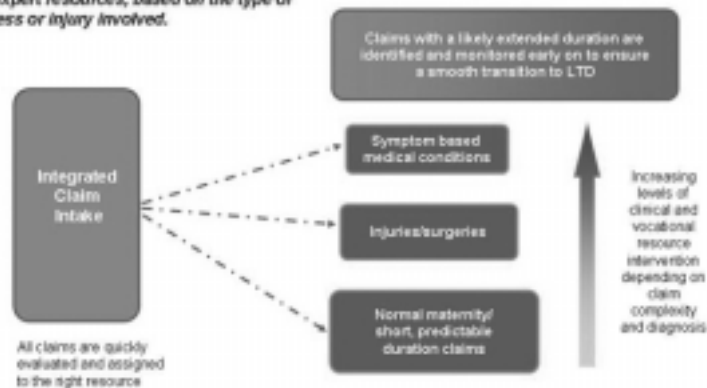 expert resources, based on the type of
ess or injury involved.
Claims with a likely extended duration are
identified and monitored early on to ensure
a smooth transition to LTD
Integrated
Claim
Intake
Symptom based
medical conditions
Injuries/surgeries
Normal maternity/
short, predictable
duration claims
Increasing
levels of
clinical and
vocational
resource
intervention
depending on
claim
complexity
and diagnosis
All claims are quickly
evaluated and assigned
to the right resource